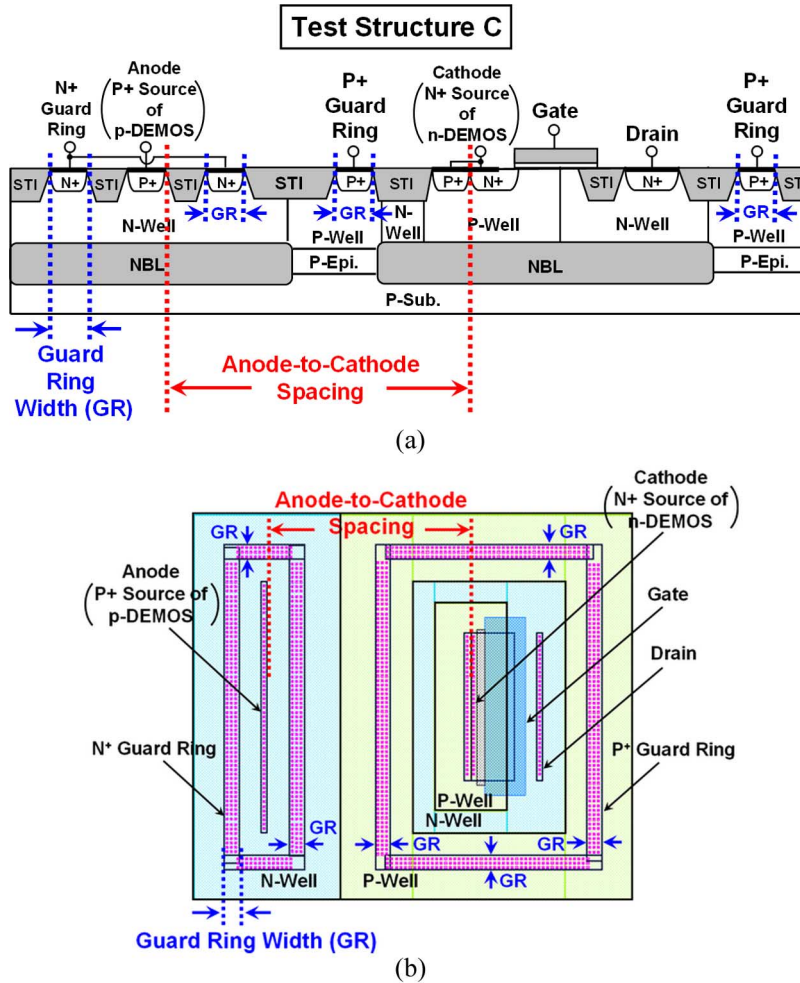 Test Structure C
N+
Guard
Ring
Anode
(P+ Source
of
p-DEMOS)
P+
Guard
Ring
Cathode
(N+ Source
of
n-DEMOS)
Gate
Drain
P+
Guard
Ring
STI
N+
STI
P+
STI
N+
STI
P+
STI
P+
N+
STI
N+
STI
P+
STI
GR
GR
GR
N-Well
P-Well
N-
Well
P-Well
N-Well
P-Well
NBL
P-Epi.
NBL
P-Epi.
P-Sub.
Guard
Ring
Width (GR)
Anode-to-Cathode
Spacing
(a)
Anode-to-Cathode
Spacing
Cathode
(N+ Source of
n-DEMOS)
GR
GR
Anode
(P+ Source of
p-DEMOS)
Gate
Drain
N+ Guard Ring
P+ Guard Ring
P-Well
N-Well
GR
GR
GR
GR
N-Well
P-Well
Guard Ring Width (GR)
(b)